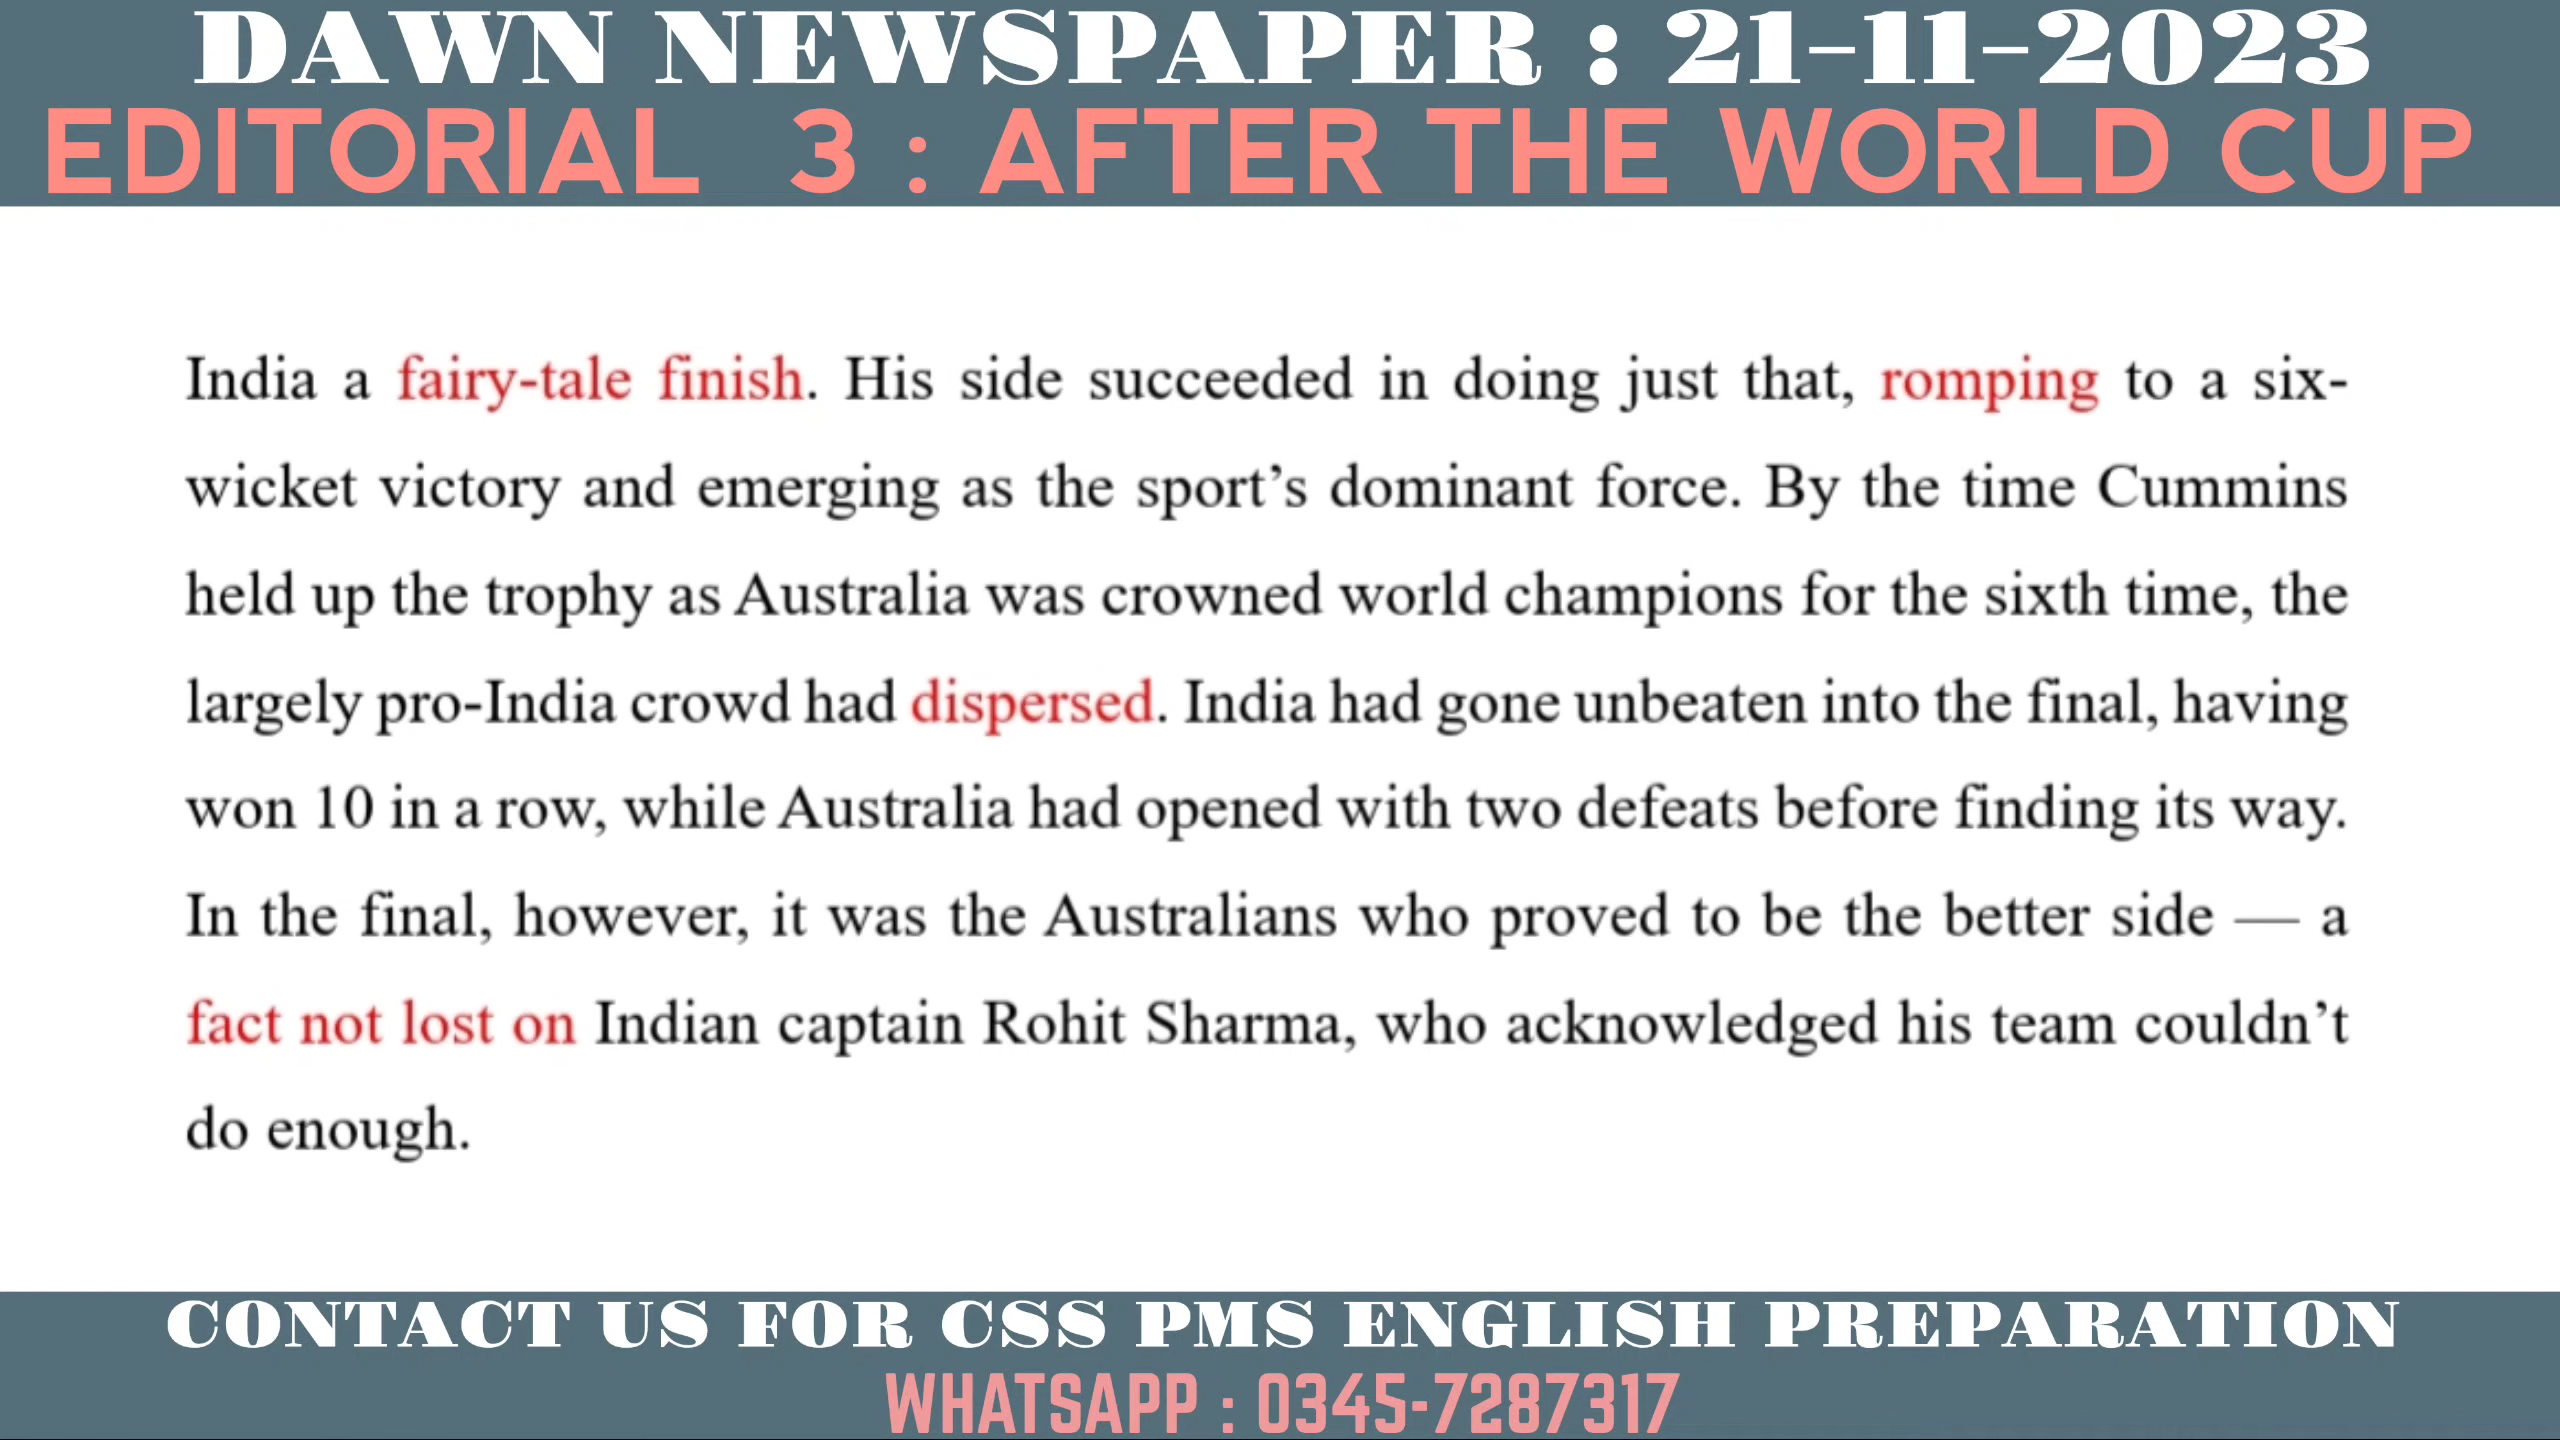 DAWN NEWSPAPER : 21-11-2023
EDITORIAL 3 : AFTER THE WORLD CUP
India a fairy-tale finish. His side succeeded in doing just that, romping to a six-
wicket victory and emerging as the sport’s dominant force. By the time Cummins
held up the trophy as Australia was crowned world champions for the sixth time, the
largely pro-India crowd had dispersed. India had gone unbeaten into the final, having
won 10 in a row, while Australia had opened with two defeats before finding its way.
In the final, however, it was the Australians who proved to be the better side — a
fact not lost on Indian captain Rohit Sharma, who acknowledged his team couldn’t
do enough.
CONTACT US FOR CSS PMS ENGLISH PREPARATION
WHATSAPP : 0345-7287317